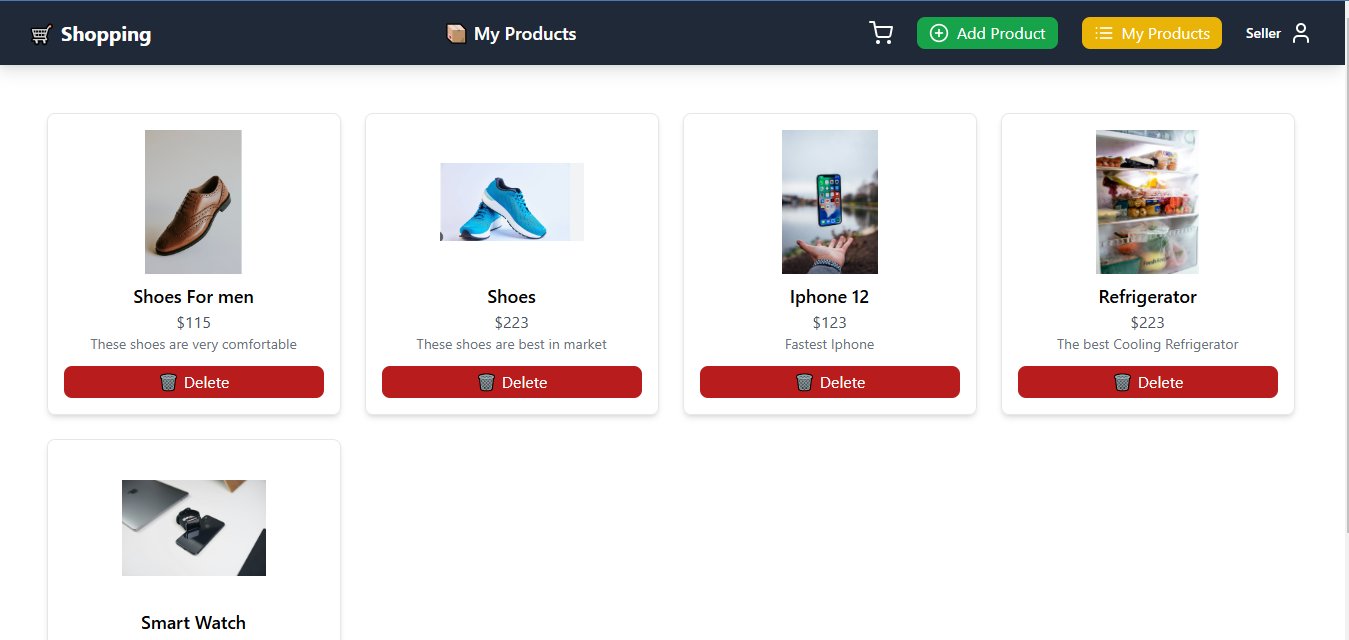 Shopping
My Products
Add Product
My Products
Seller
Shoes For men
$115
These shoes are very comfortable
Delete
Shoes
$223
These shoes are best in market
Delete
Iphone 12
$123
Fastest Iphone
Delete
Refrigerator
$223
The best Cooling Refrigerator
Delete
Smart Watch